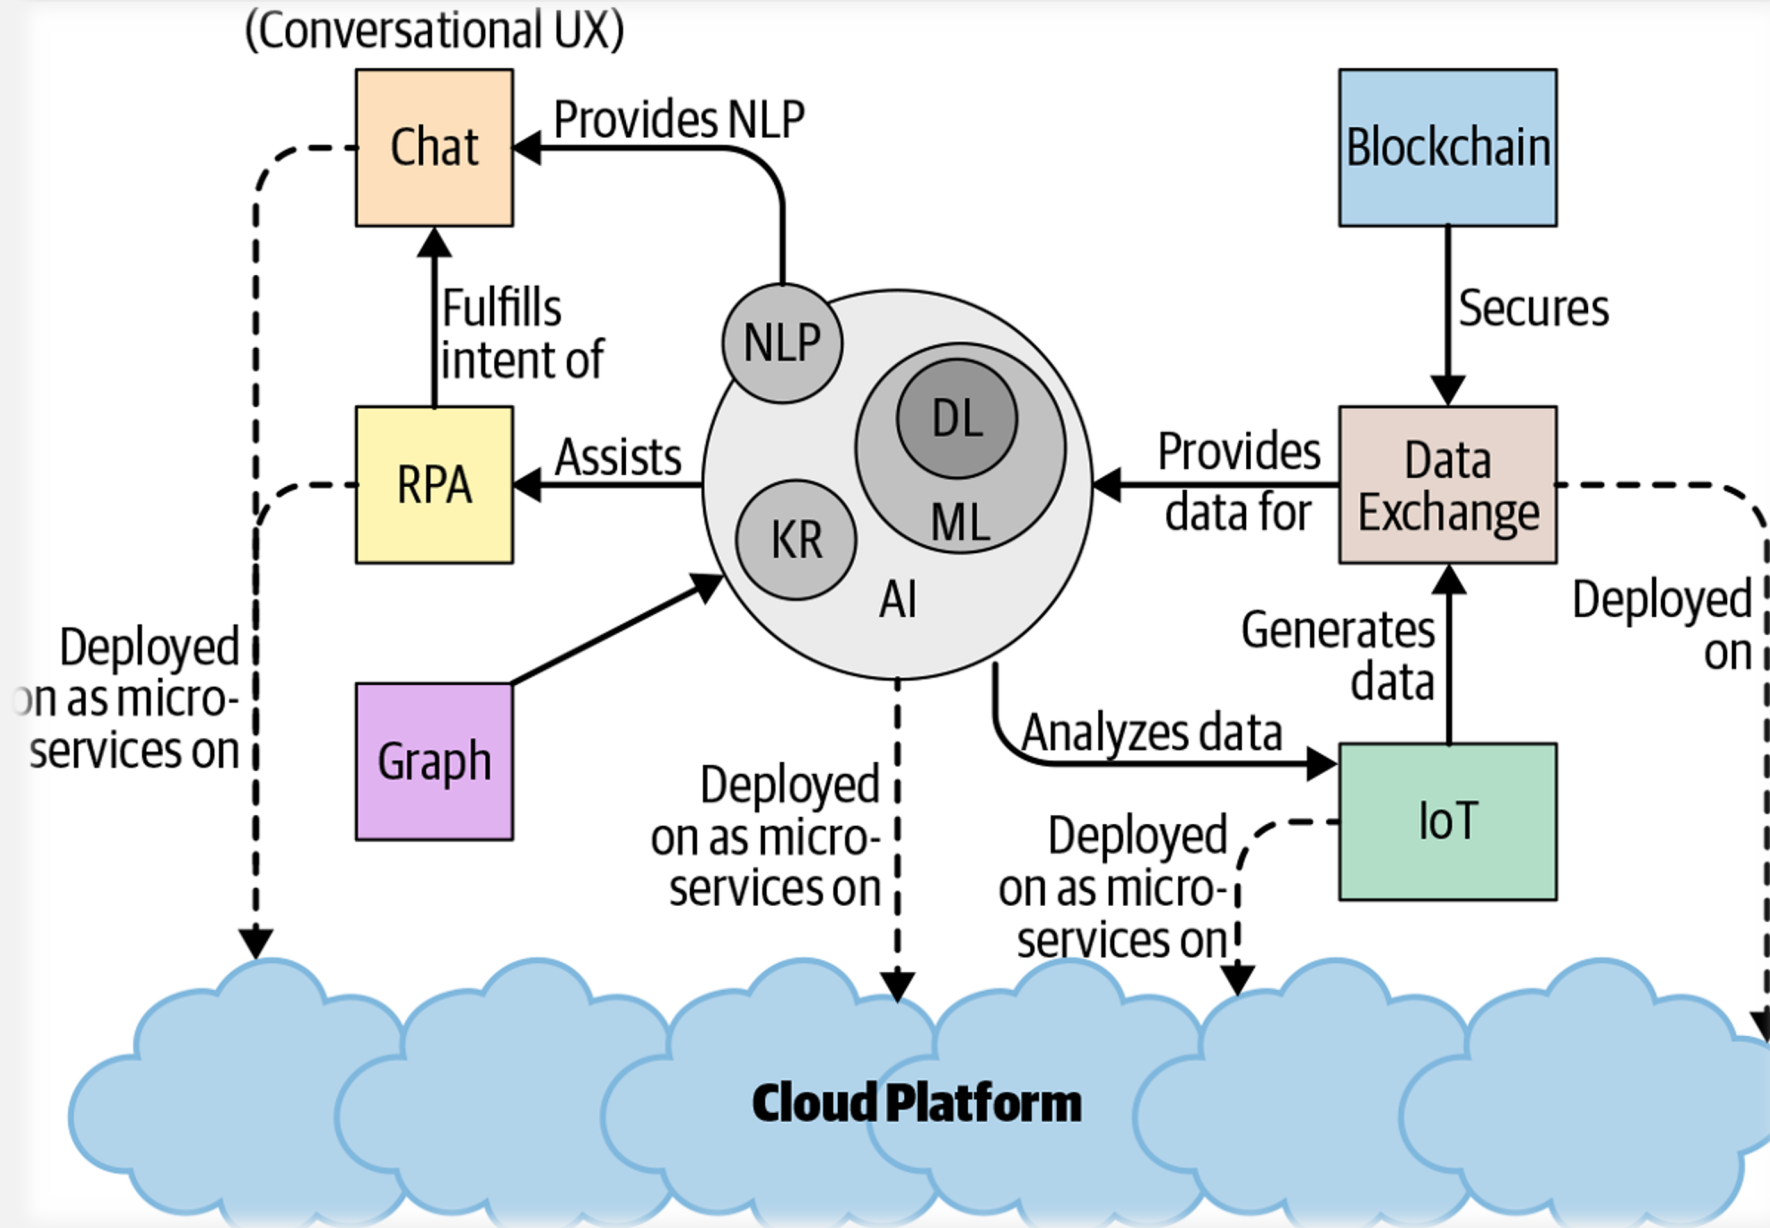 (Conversational UX)
Chat
Provides NLP
Blockchain
Fulfills
intent of
NLP
Secures
DL
RPA
Assists
KR
ML
AI
Provides
data for
Data
Exchange
Deployed
on as micro-
services on
Graph
Deployed
on as micro-
services on
Analyzes data
Generates
data
Deployed
on
IoT
Deployed
on as micro-
services on
Cloud Platform